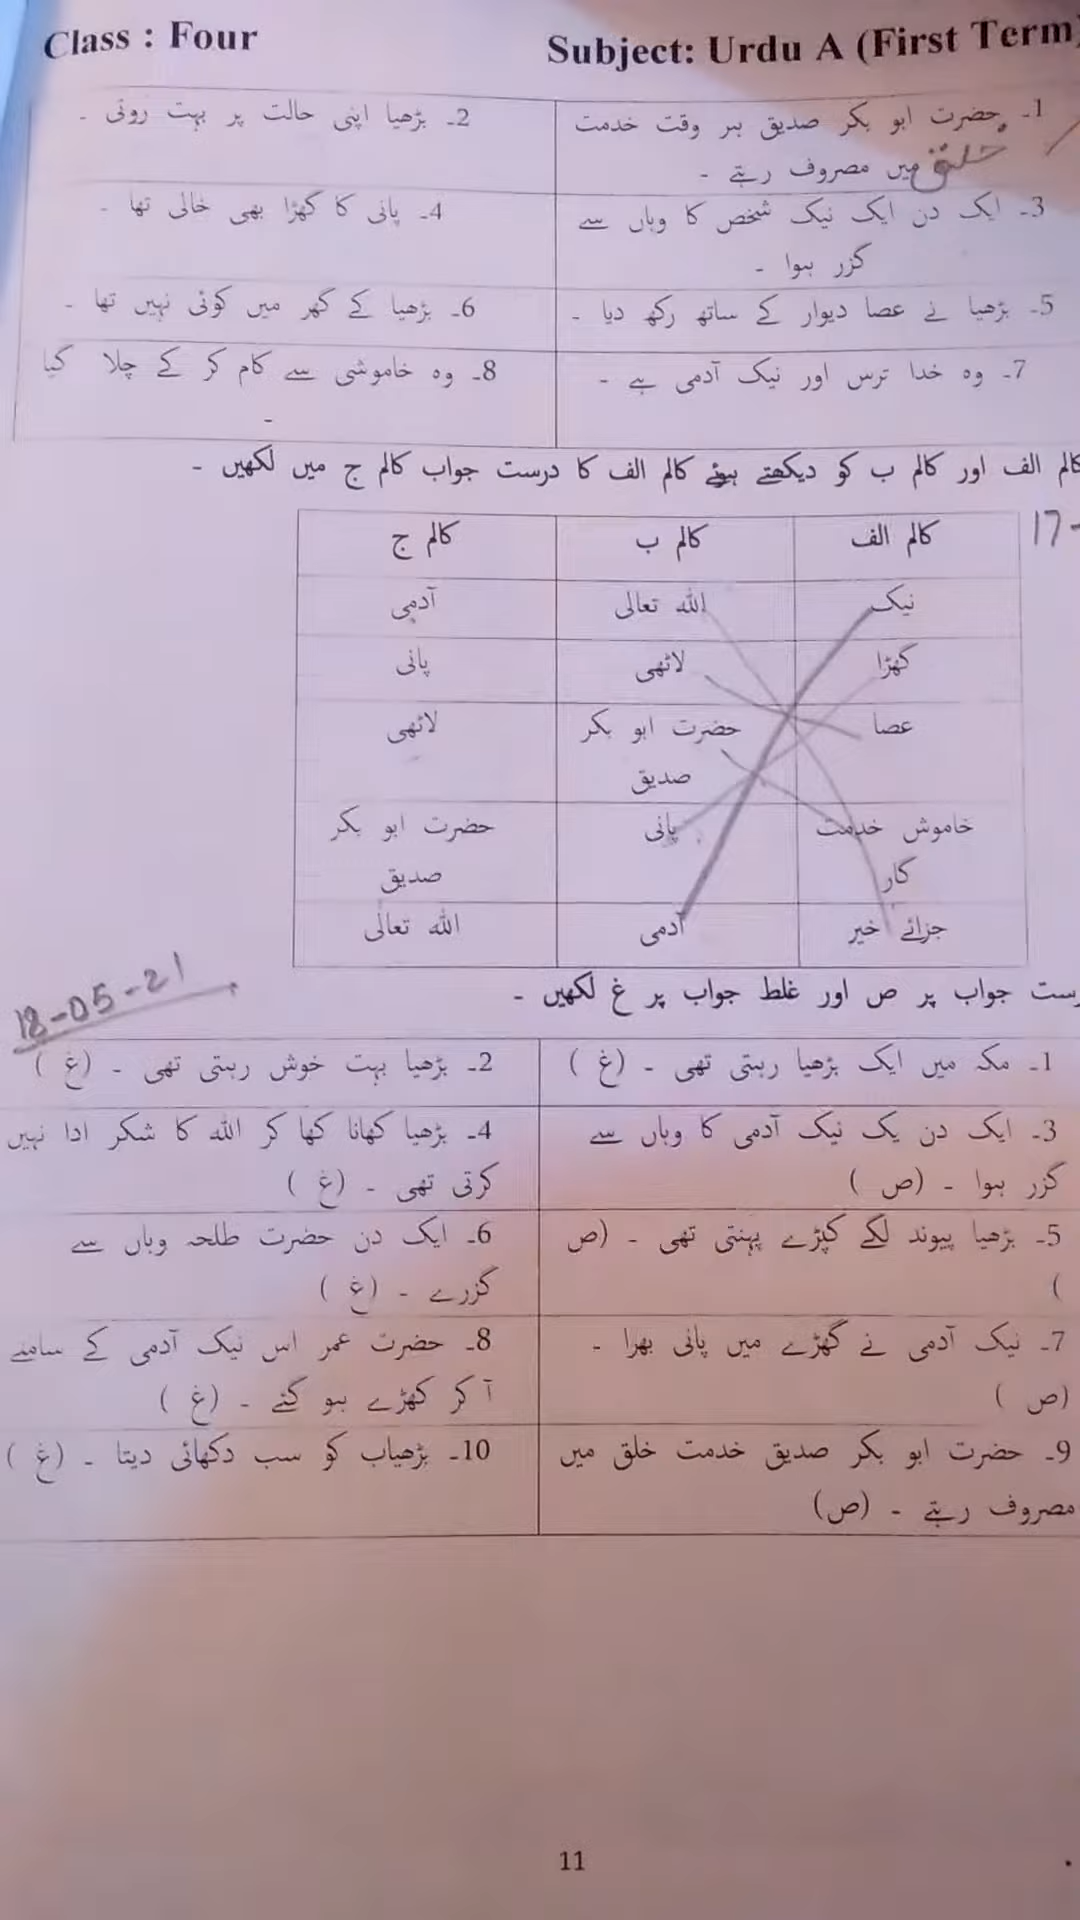 Class : Four
Subject: Urdu A (First Term)
1۔ حضرت ابو بکر صدیق ہر وقت خدمت
خلق میں مصروف رہتے ۔
2۔ بڑھیا اپنی حالت پر بہت روئی ۔
3۔ ایک دن ایک نیک شخص کا وہاں سے
گزر ہوا ۔
4۔ پانی کا گھڑا بھی خالی تھا ۔
5۔ بڑھیا نے عصا دیوار کے ساتھ رکھ دیا ۔
6۔ بڑھیا کے گھر میں کوئی نہیں تھا ۔
7۔ وہ خدا ترس اور نیک آدمی ہے ۔
8۔ وہ خاموشی سے کام کر کے چلا گیا
۔
کالم الف اور کالم ب کو دیکھتے ہوئے کالم الف کا درست جواب کالم ج میں لکھیں ۔
17-
کالم الف
کالم ب
کالم ج
نیک
اللہ تعالی
آدمی
گھڑا
لاٹھی
پانی
عصا
حضرت ابو بکر
صدیق
لاٹھی
خاموش خدمت
گار
پانی
حضرت ابو بکر
صدیق
جزائے خیر
آدمی
اللہ تعالٰی
18-05-21
رست جواب پر ص اور غلط جواب پر غ لکھیں ۔
1۔ مکہ میں ایک بڑھیا رہتی تھی ۔ (غ )
2۔ بڑھیا بہت خوش رہتی تھی ۔ (غ )
3۔ ایک دن یک نیک آدمی کا وہاں سے
گزر ہوا ۔ (ص )
4۔ بڑھیا کھانا کھا کر اللہ کا شکر ادا نہیں
کرتی تھی ۔ (غ )
5۔ بڑھیا پیوند لگے کپڑے پہنتی تھی ۔ (ص
)
6۔ ایک دن حضرت طلحہ وہاں سے
گزرے ۔ (غ )
7۔ نیک آدمی نے گھڑے میں پانی بھرا ۔
(ص )
8۔ حضرت عمر اس نیک آدمی کے سامنے
آ کر کھڑے ہو گئے ۔ (غ )
9۔ حضرت ابو بکر صدیق خدمت خلق میں
مصروف رہتے ۔ (ص)
10۔ بڑھیاب کو سب دکھائی دیتا ۔ (غ )
11